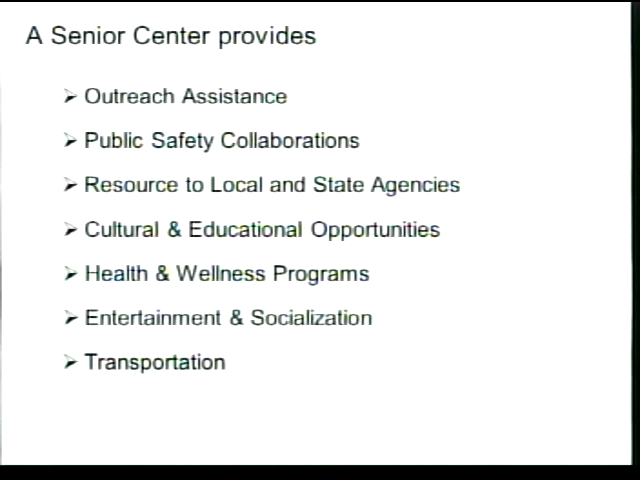 A Senior Center provides
➢ Outreach Assistance
➢ Public Safety Collaborations
➢ Resource to Local and State Agencies
➢ Cultural & Educational Opportunities
➢ Health & Wellness Programs
➢ Entertainment & Socialization
➢ Transportation